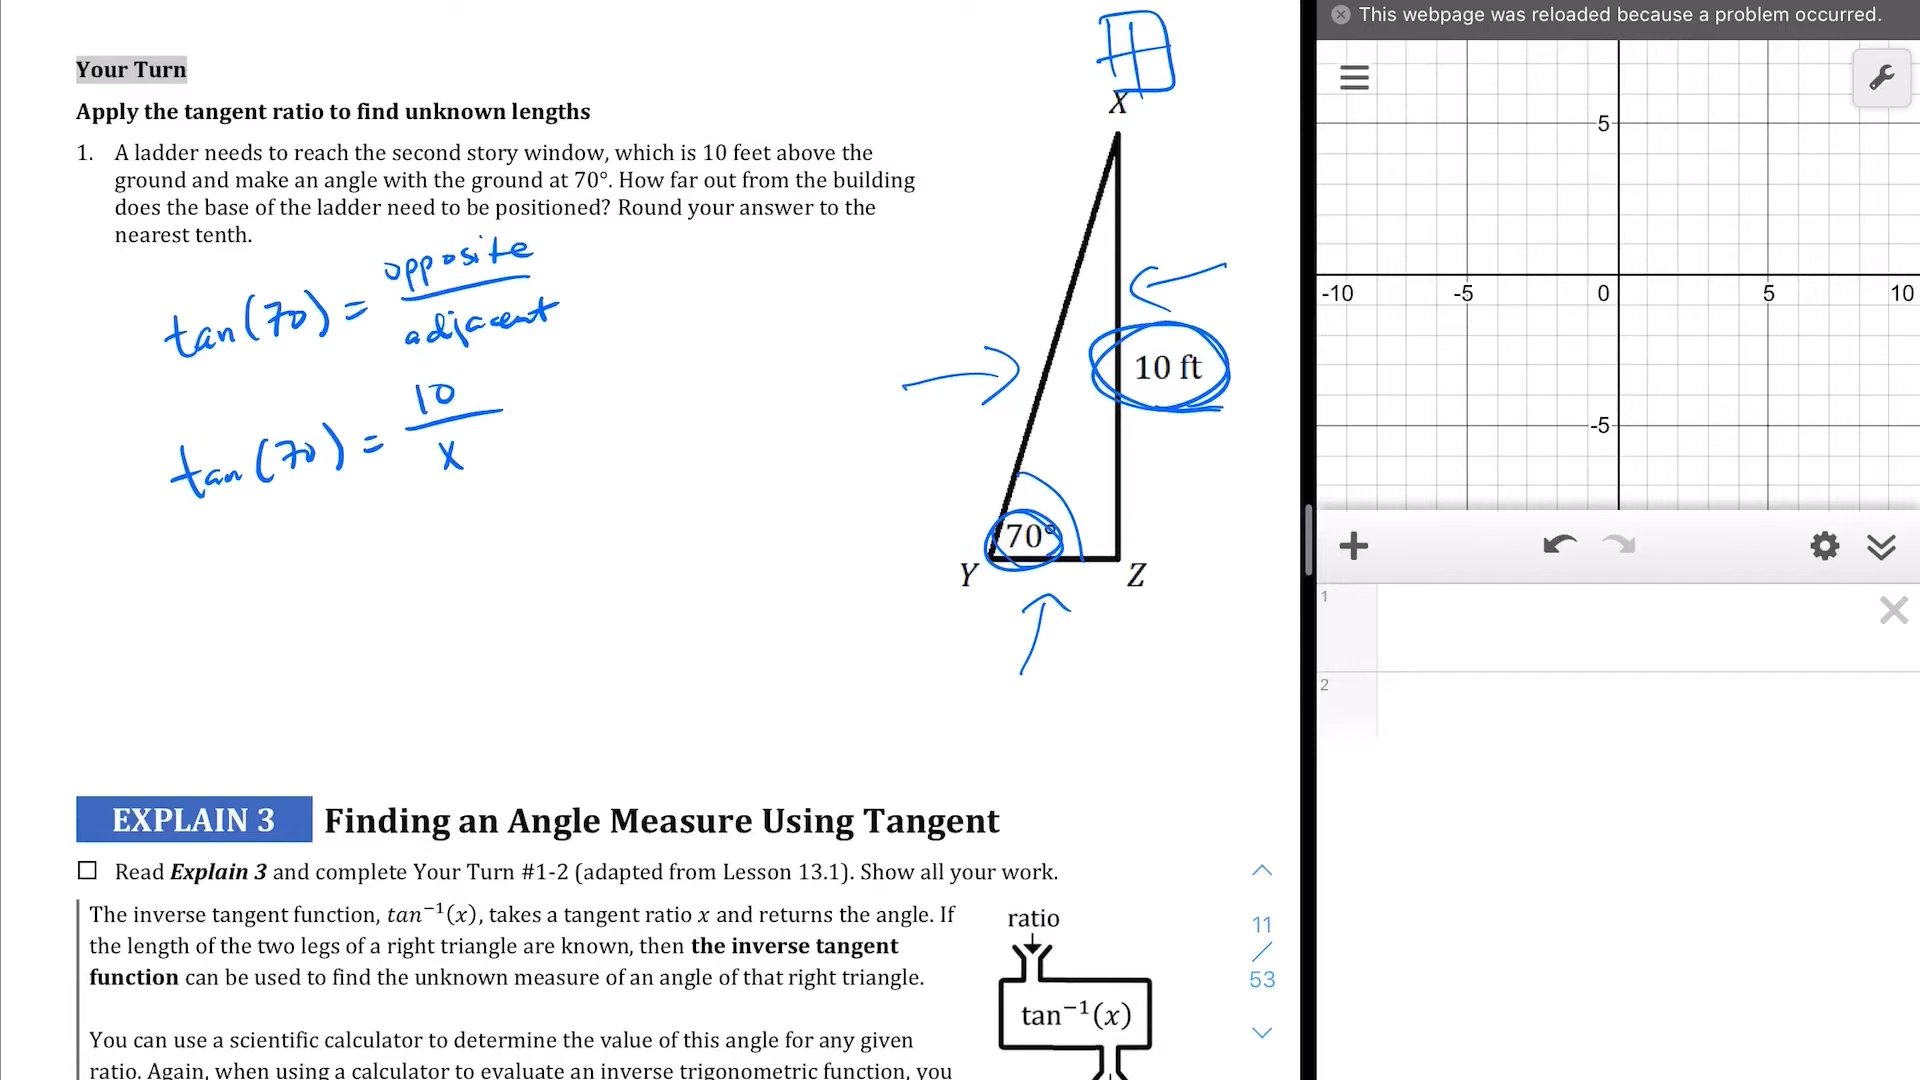 This webpage was reloaded because a problem occurred.
Your Turn
Apply the tangent ratio to find unknown lengths
1. A ladder needs to reach the second story window, which is 10 feet above the
ground and make an angle with the ground at 70°. How far out from the building
does the base of the ladder need to be positioned? Round your answer to the
nearest tenth.
tan(70) = opposite / adjacent
tan(70) = 10 / x
X
10 ft
70°
Y
Z
EXPLAIN 3 Finding an Angle Measure Using Tangent
☐ Read Explain 3 and complete Your Turn #1-2 (adapted from Lesson 13.1). Show all your work.
The inverse tangent function, tan⁻¹(x), takes a tangent ratio x and returns the angle. If
the length of the two legs of a right triangle are known, then the inverse tangent
function can be used to find the unknown measure of an angle of that right triangle.
You can use a scientific calculator to determine the value of this angle for any given
ratio. Again, when using a calculator to evaluate an inverse trigonometric function, you
ratio
tan⁻¹(x)
11
/
53
5
-10 -5 0 5 10
-5
1
2